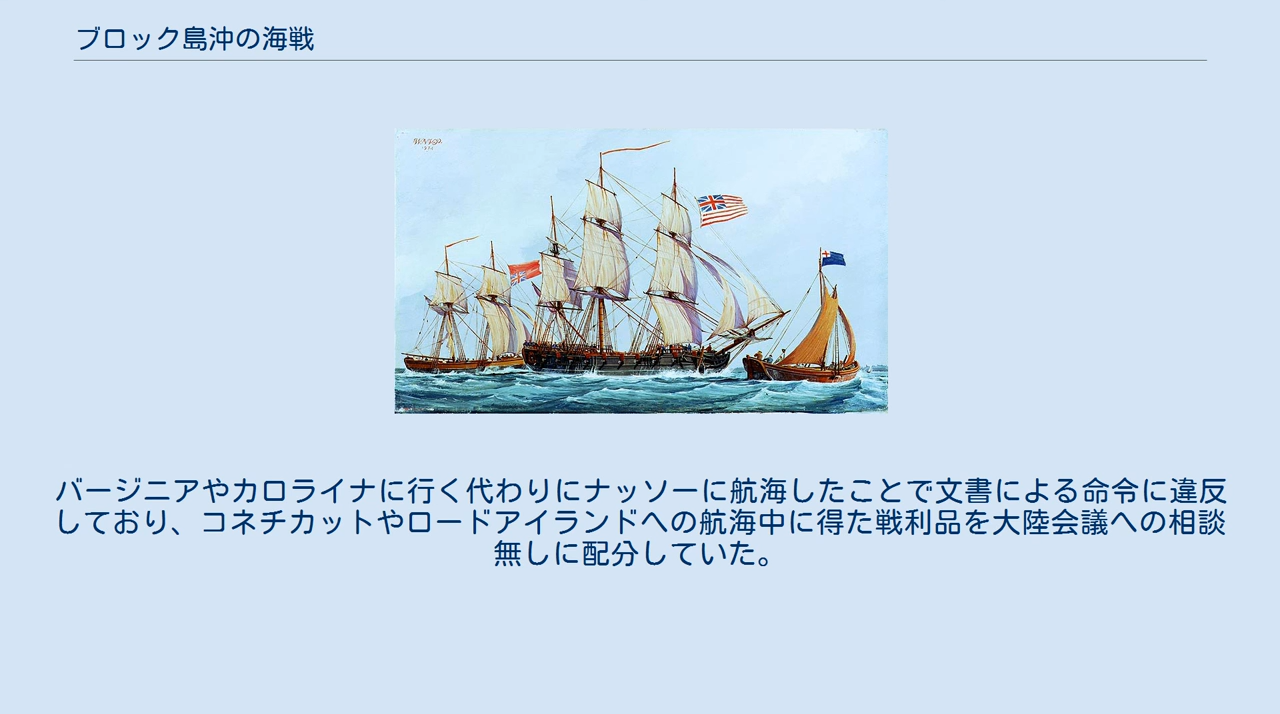 ブロック島沖の海戦
バージニアやカロライナに行く代わりにナッソーに航海したことで文書による命令に違反
しており、コネチカットやロードアイランドへの航海中に得た戦利品を大陸会議への相談
無しに配分していた。